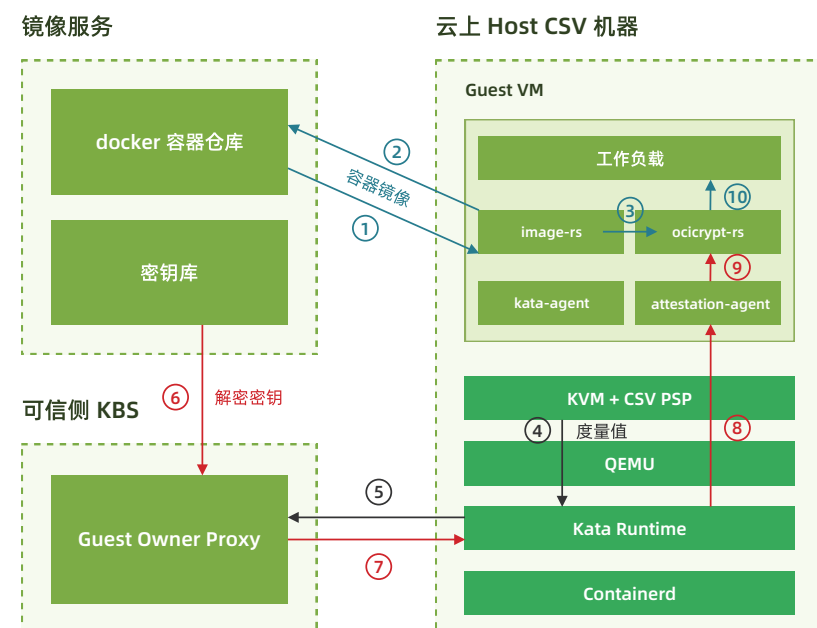 镜像服务
云上 Host CSV 机器
Guest VM
docker 容器仓库
密钥库
容器镜像
②
①
工作负载
③
⑩
image-rs
ocicrypt-rs
⑨
kata-agent
attestation-agent
⑥
解密密钥
可信侧 KBS
KVM + CSV PSP
④
度量值
⑧
QEMU
⑤
Guest Owner Proxy
Kata Runtime
⑦
Containerd